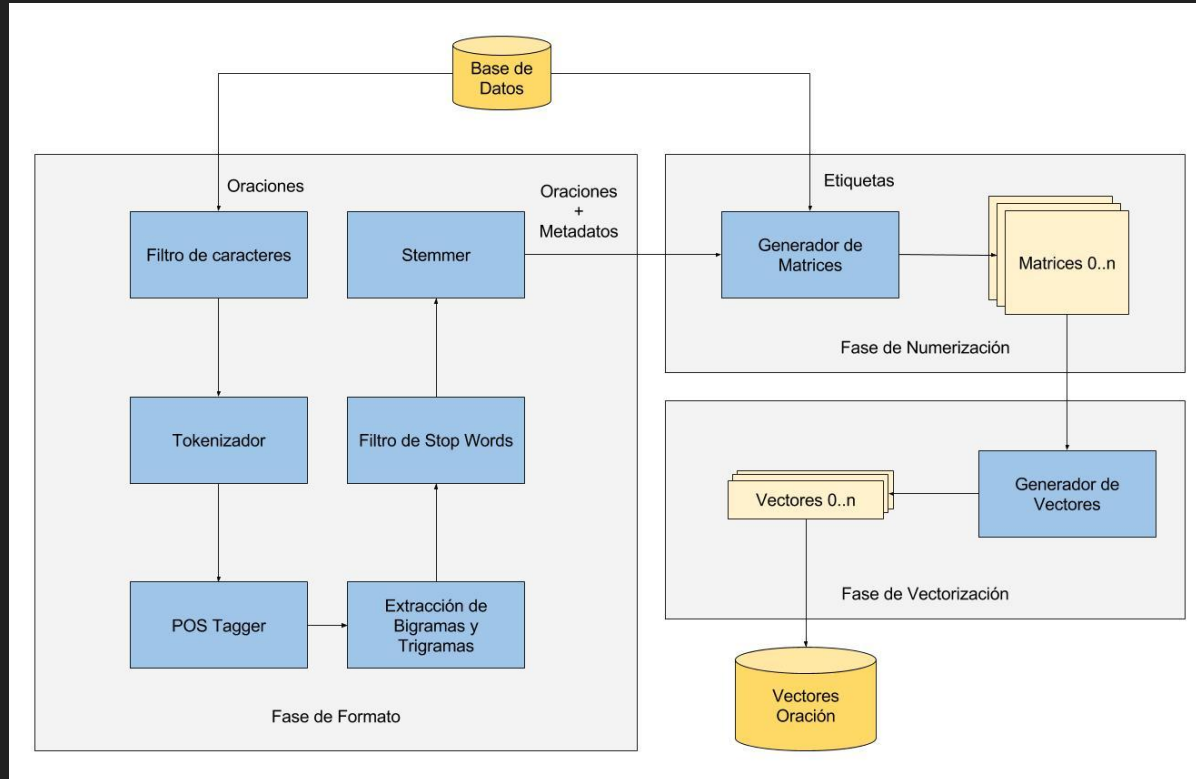 Base de
Datos
Oraciones
Filtro de caracteres
Tokenizador
POS Tagger
Extracción de
Bigramas y
Trigramas
Filtro de Stop Words
Stemmer
Oraciones
+
Metadatos
Fase de Formato
Etiquetas
Generador de
Matrices
Matrices 0..n
Fase de Numerización
Generador de
Vectores
Vectores 0..n
Fase de Vectorización
Vectores
Oración